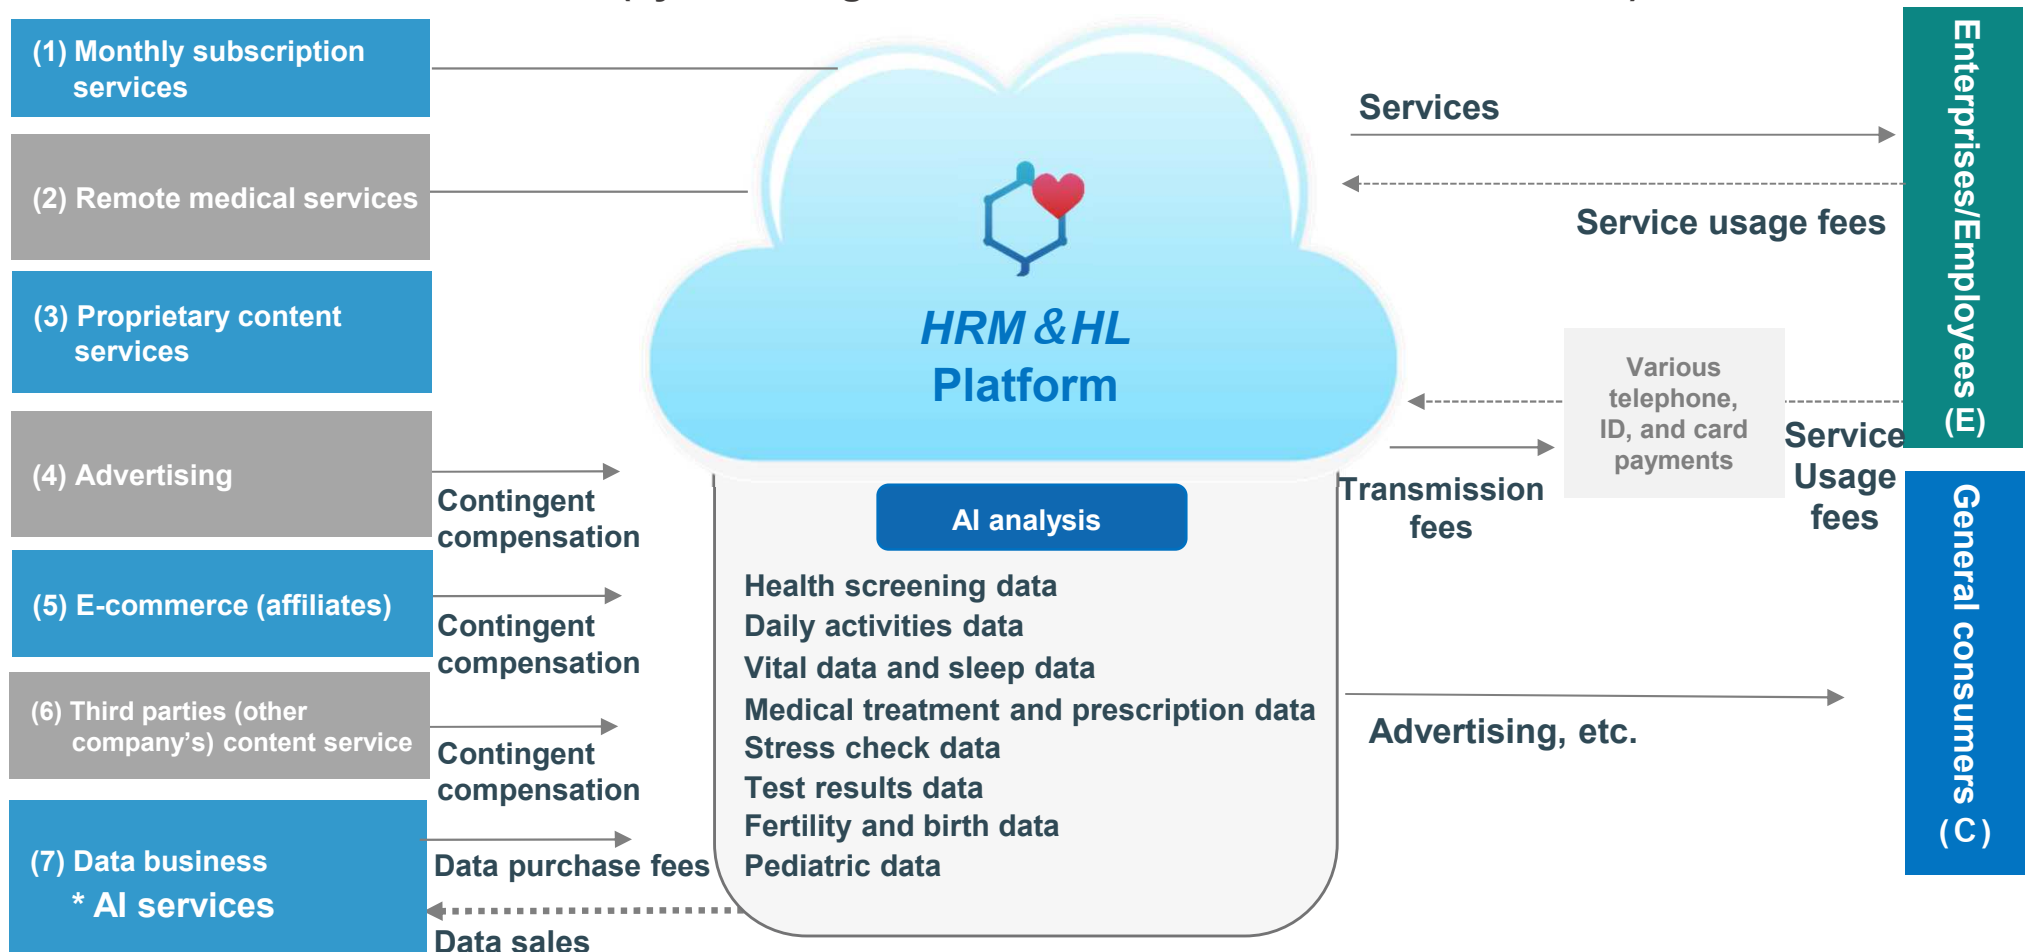 (1) Monthly subscription
services
(2) Remote medical services
(3) Proprietary content
services
(4) Advertising
(5) E-commerce (affiliates)
(6) Third parties (other
company’s) content service
(7) Data business
* AI services
Contingent
compensation
Contingent
compensation
Contingent
compensation
Data purchase fees
Data sales
HRM&HL
Platform
AI analysis
Health screening data
Daily activities data
Vital data and sleep data
Medical treatment and prescription data
Stress check data
Test results data
Fertility and birth data
Pediatric data
Services
Service usage fees
Various
telephone,
ID, and card
payments
Transmission
fees
Service
Usage
fees
Advertising, etc.
Enterprises/Employees (E)
General consumers (C)